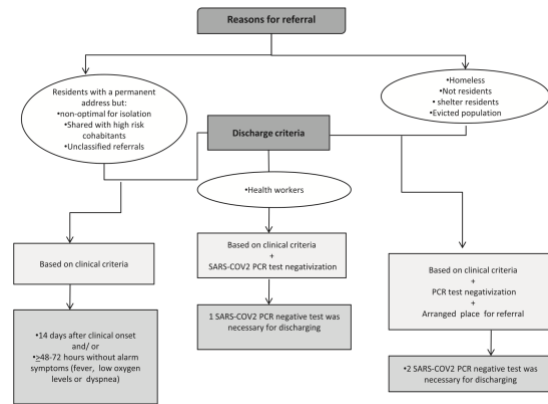 Reasons for referral
Residents with a permanent
address but:
•non-optimal for isolation
•Shared with high risk
cohabitants
•Unclassified referrals
•Homeless
•Not residents
• shelter residents
•Evicted population
Discharge criteria
•Health workers
Based on clinical criteria
Based on clinical criteria
+
SARS-COV2 PCR test negativization
Based on clinical criteria
+
PCR test negativization
+
Arranged place for referral
•14 days after clinical onset
and/ or
•≥48-72 hours without alarm
symptoms (fever, low oxygen
levels or dyspnea)
1 SARS-COV2 PCR negative test was
necessary for discharging
•2 SARS-COV2 PCR negative test was
necessary for discharging